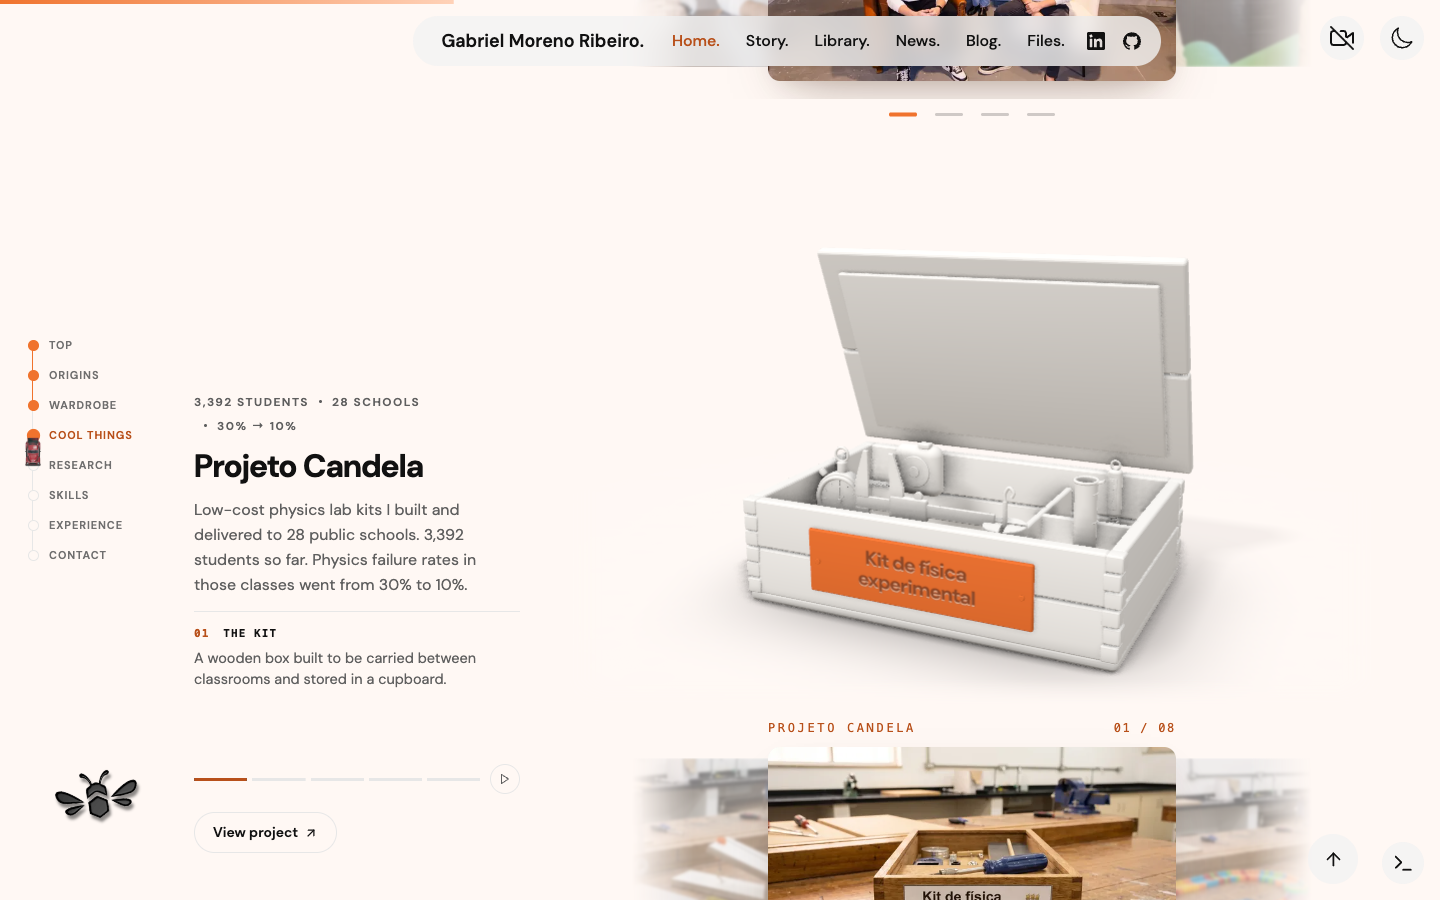 Gabriel Moreno Ribeiro.
Home.
Story.
Library.
News.
Blog.
Files.
TOP
ORIGINS
WARDROBE
COOL THINGS
RESEARCH
SKILLS
EXPERIENCE
CONTACT
3,392 STUDENTS • 28 SCHOOLS
• 30% → 10%
Projeto Candela
Low-cost physics lab kits I built and
delivered to 28 public schools. 3,392
students so far. Physics failure rates in
those classes went from 30% to 10%.
01 THE KIT
A wooden box built to be carried between
classrooms and stored in a cupboard.
View project
Kit de física
experimental
PROJETO CANDELA
01 / 08
Kit de física